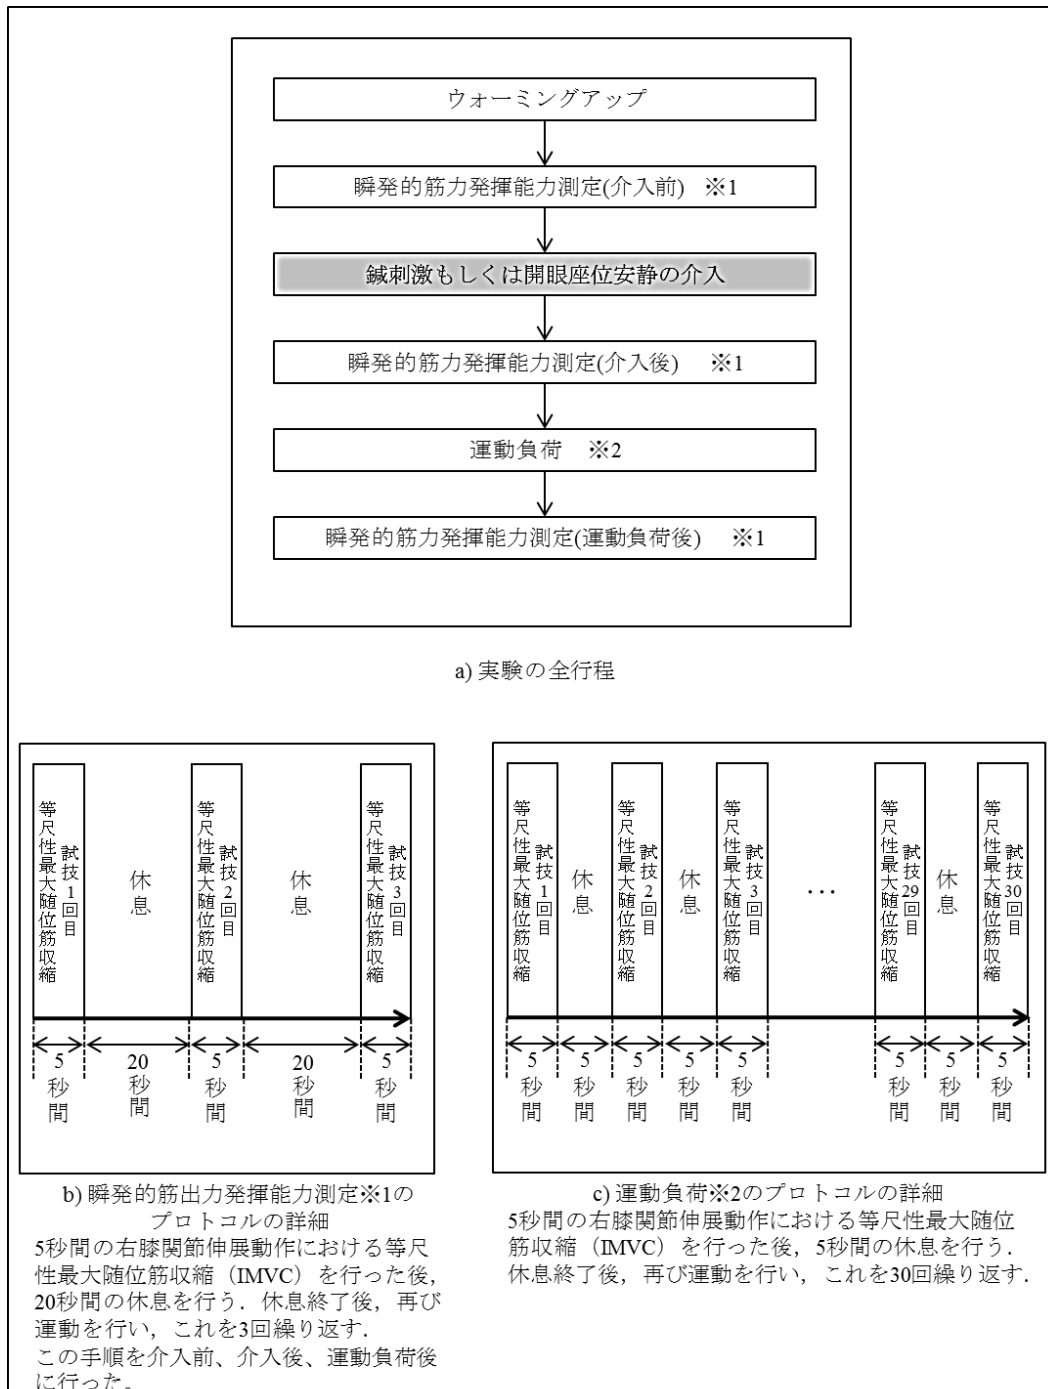 ウォーミングアップ
瞬発的筋力発揮能力測定(介入前) ※1
鍼刺激もしくは開眼座位安静の介入
瞬発的筋力発揮能力測定(介入後) ※1
運動負荷 ※2
瞬発的筋力発揮能力測定(運動負荷後) ※1
a) 実験の全行程
試技1回目
等尺性最大随位筋収縮
休息
試技2回目
等尺性最大随位筋収縮
休息
試技3回目
等尺性最大随位筋収縮
5秒間
20秒間
5秒間
20秒間
5秒間
b) 瞬発的筋出力発揮能力測定※1の
プロトコルの詳細
5秒間の右膝関節伸展動作における等尺
性最大随位筋収縮（IMVC）を行った後，
20秒間の休息を行う．休息終了後，再び
運動を行い，これを3回繰り返す．
この手順を介入前、介入後、運動負荷後
に行った。
試技1回目
等尺性最大随位筋収縮
休息
試技2回目
等尺性最大随位筋収縮
休息
試技3回目
等尺性最大随位筋収縮
…
試技29回目
等尺性最大随位筋収縮
休息
試技30回目
等尺性最大随位筋収縮
5秒間
5秒間
5秒間
5秒間
5秒間
5秒間
5秒間
5秒間
c) 運動負荷※2のプロトコルの詳細
5秒間の右膝関節伸展動作における等尺性最大随位
筋収縮（IMVC）を行った後，5秒間の休息を行う．
休息終了後，再び運動を行い，これを30回繰り返す．